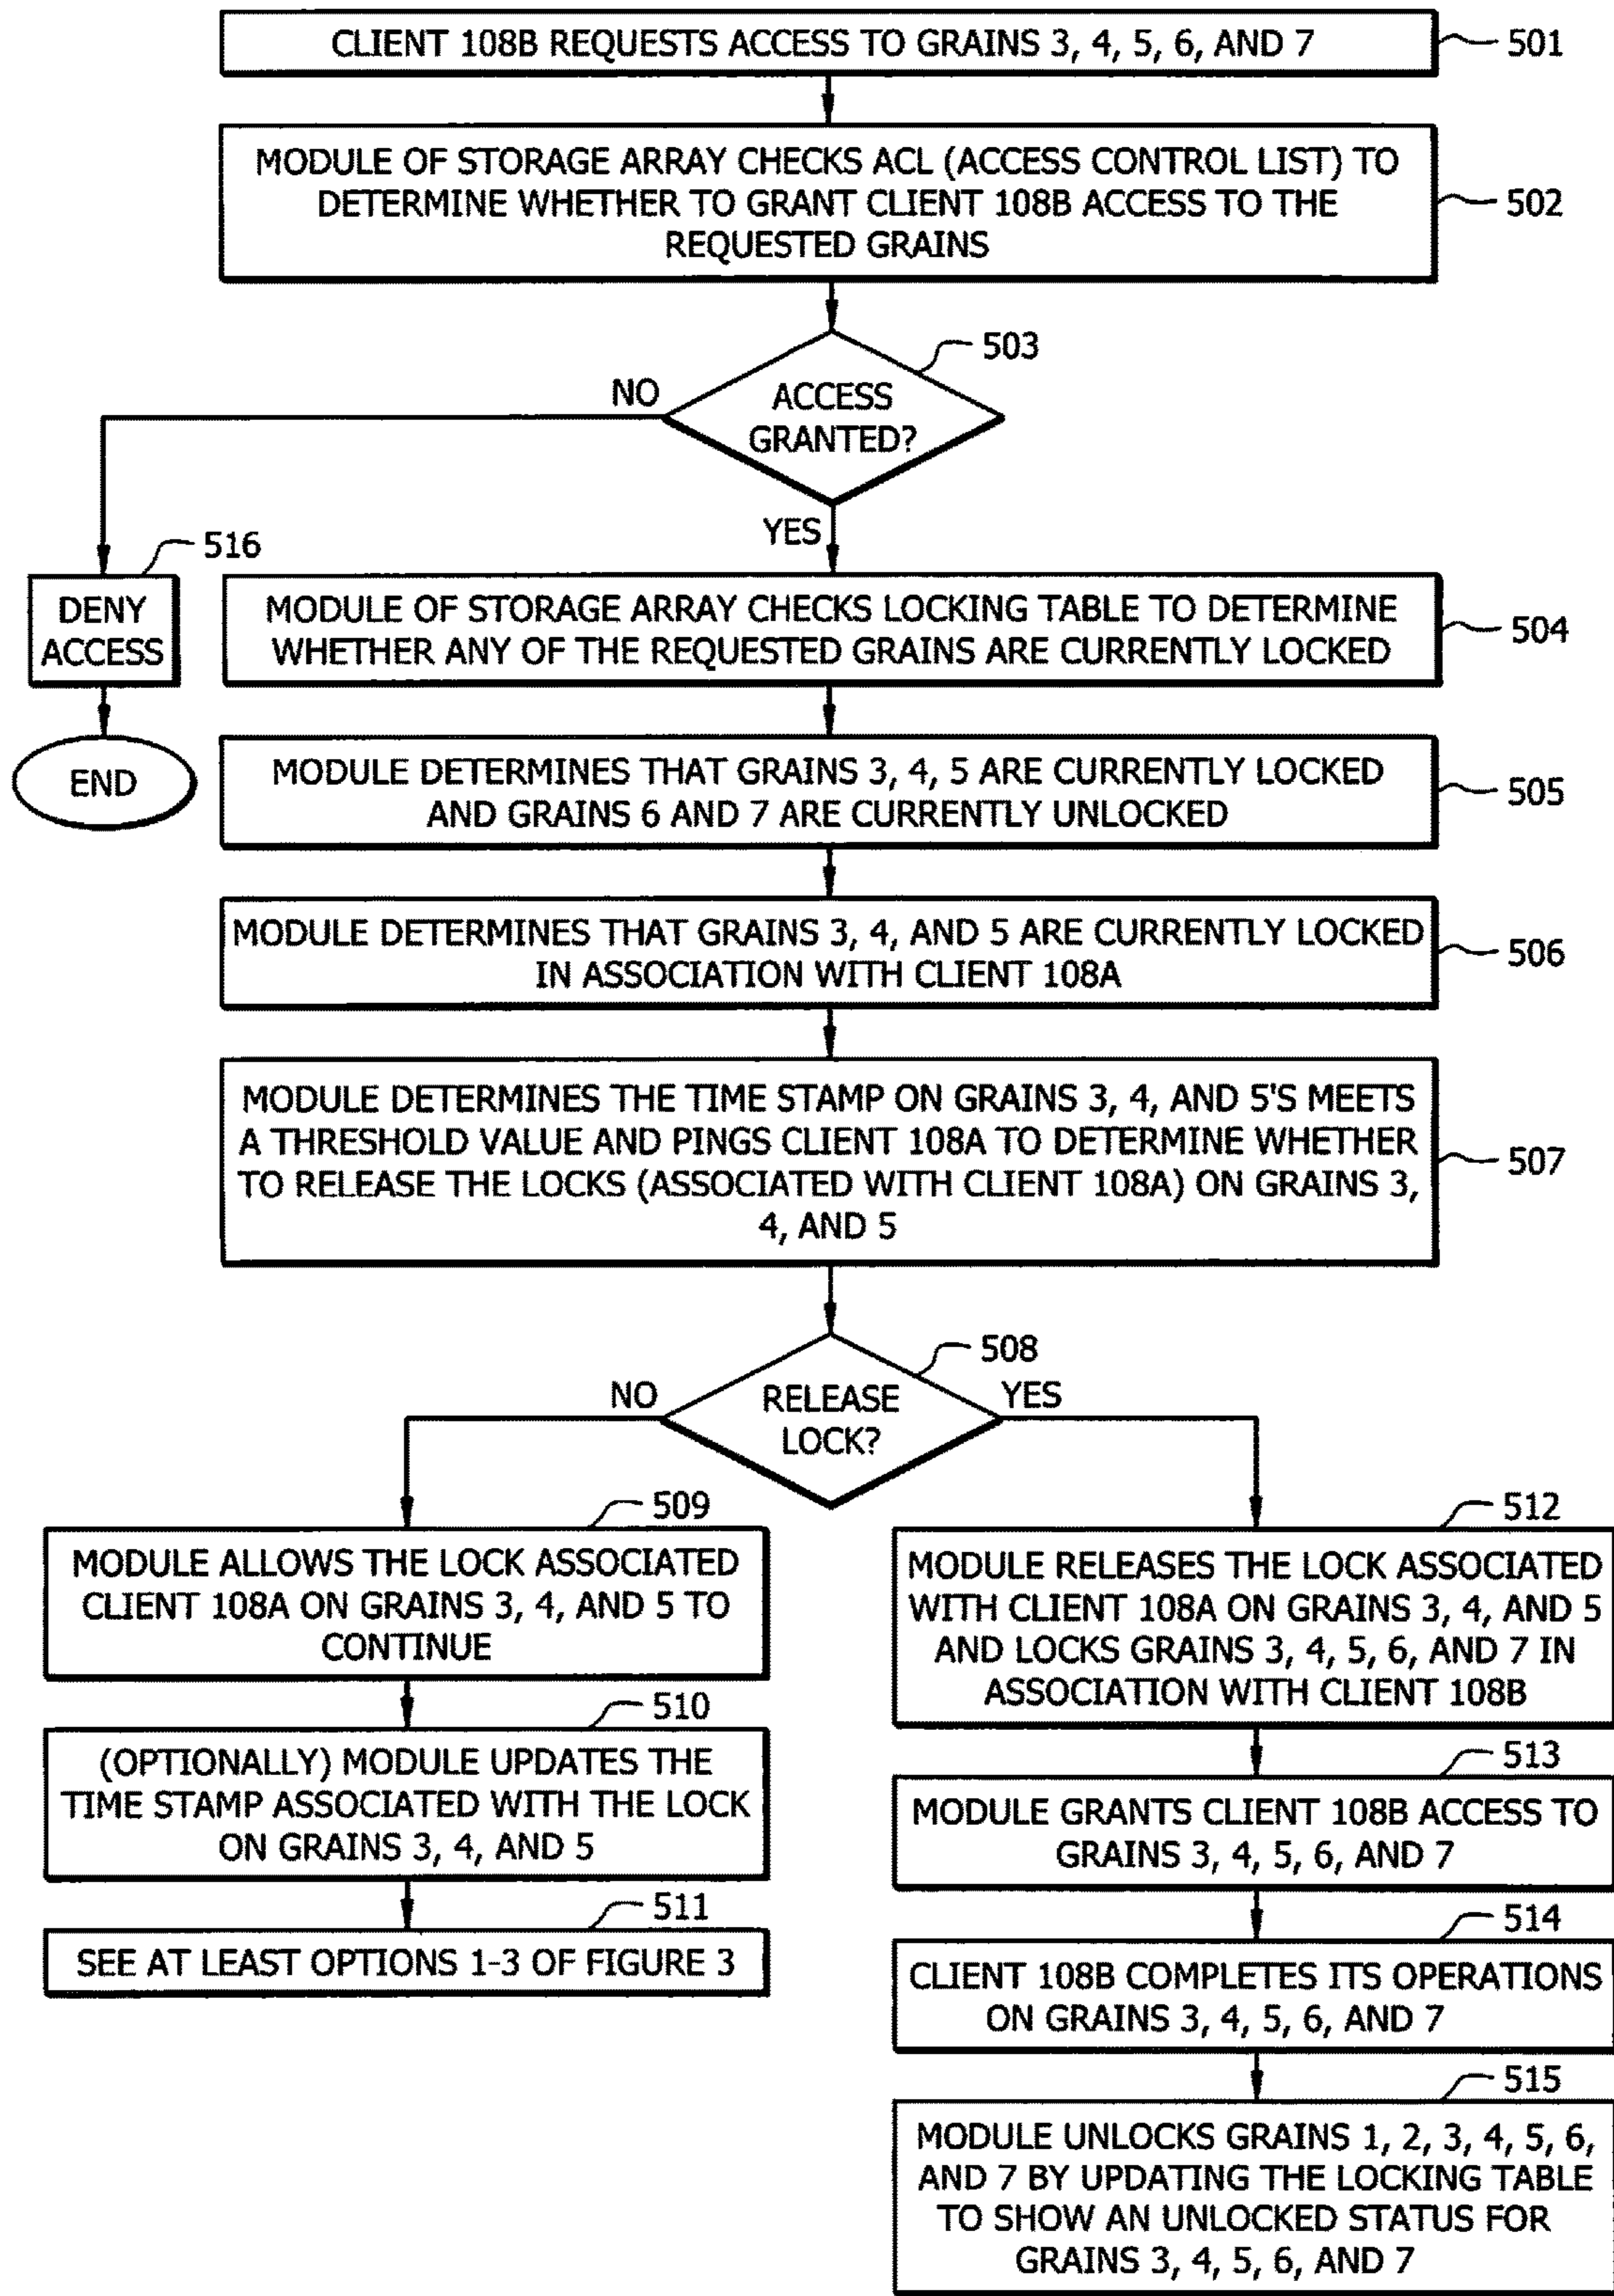 CLIENT 108B REQUESTS ACCESS TO GRAINS 3, 4, 5, 6, AND 7
501
MODULE OF STORAGE ARRAY CHECKS ACL (ACCESS CONTROL LIST) TO
DETERMINE WHETHER TO GRANT CLIENT 108B ACCESS TO THE
REQUESTED GRAINS
502
503
ACCESS
GRANTED?
NO
YES
516
DENY
ACCESS
END
MODULE OF STORAGE ARRAY CHECKS LOCKING TABLE TO DETERMINE
WHETHER ANY OF THE REQUESTED GRAINS ARE CURRENTLY LOCKED
504
MODULE DETERMINES THAT GRAINS 3, 4, 5 ARE CURRENTLY LOCKED
AND GRAINS 6 AND 7 ARE CURRENTLY UNLOCKED
505
MODULE DETERMINES THAT GRAINS 3, 4, AND 5 ARE CURRENTLY LOCKED
IN ASSOCIATION WITH CLIENT 108A
506
MODULE DETERMINES THE TIME STAMP ON GRAINS 3, 4, AND 5'S MEETS
A THRESHOLD VALUE AND PINGS CLIENT 108A TO DETERMINE WHETHER
TO RELEASE THE LOCKS (ASSOCIATED WITH CLIENT 108A) ON GRAINS 3,
4, AND 5
507
508
RELEASE
LOCK?
NO
YES
509
MODULE ALLOWS THE LOCK ASSOCIATED
CLIENT 108A ON GRAINS 3, 4, AND 5 TO
CONTINUE
510
(OPTIONALLY) MODULE UPDATES THE
TIME STAMP ASSOCIATED WITH THE LOCK
ON GRAINS 3, 4, AND 5
511
SEE AT LEAST OPTIONS 1-3 OF FIGURE 3
512
MODULE RELEASES THE LOCK ASSOCIATED
WITH CLIENT 108A ON GRAINS 3, 4, AND 5
AND LOCKS GRAINS 3, 4, 5, 6, AND 7 IN
ASSOCIATION WITH CLIENT 108B
513
MODULE GRANTS CLIENT 108B ACCESS TO
GRAINS 3, 4, 5, 6, AND 7
514
CLIENT 108B COMPLETES ITS OPERATIONS
ON GRAINS 3, 4, 5, 6, AND 7
515
MODULE UNLOCKS GRAINS 1, 2, 3, 4, 5, 6,
AND 7 BY UPDATING THE LOCKING TABLE
TO SHOW AN UNLOCKED STATUS FOR
GRAINS 3, 4, 5, 6, AND 7